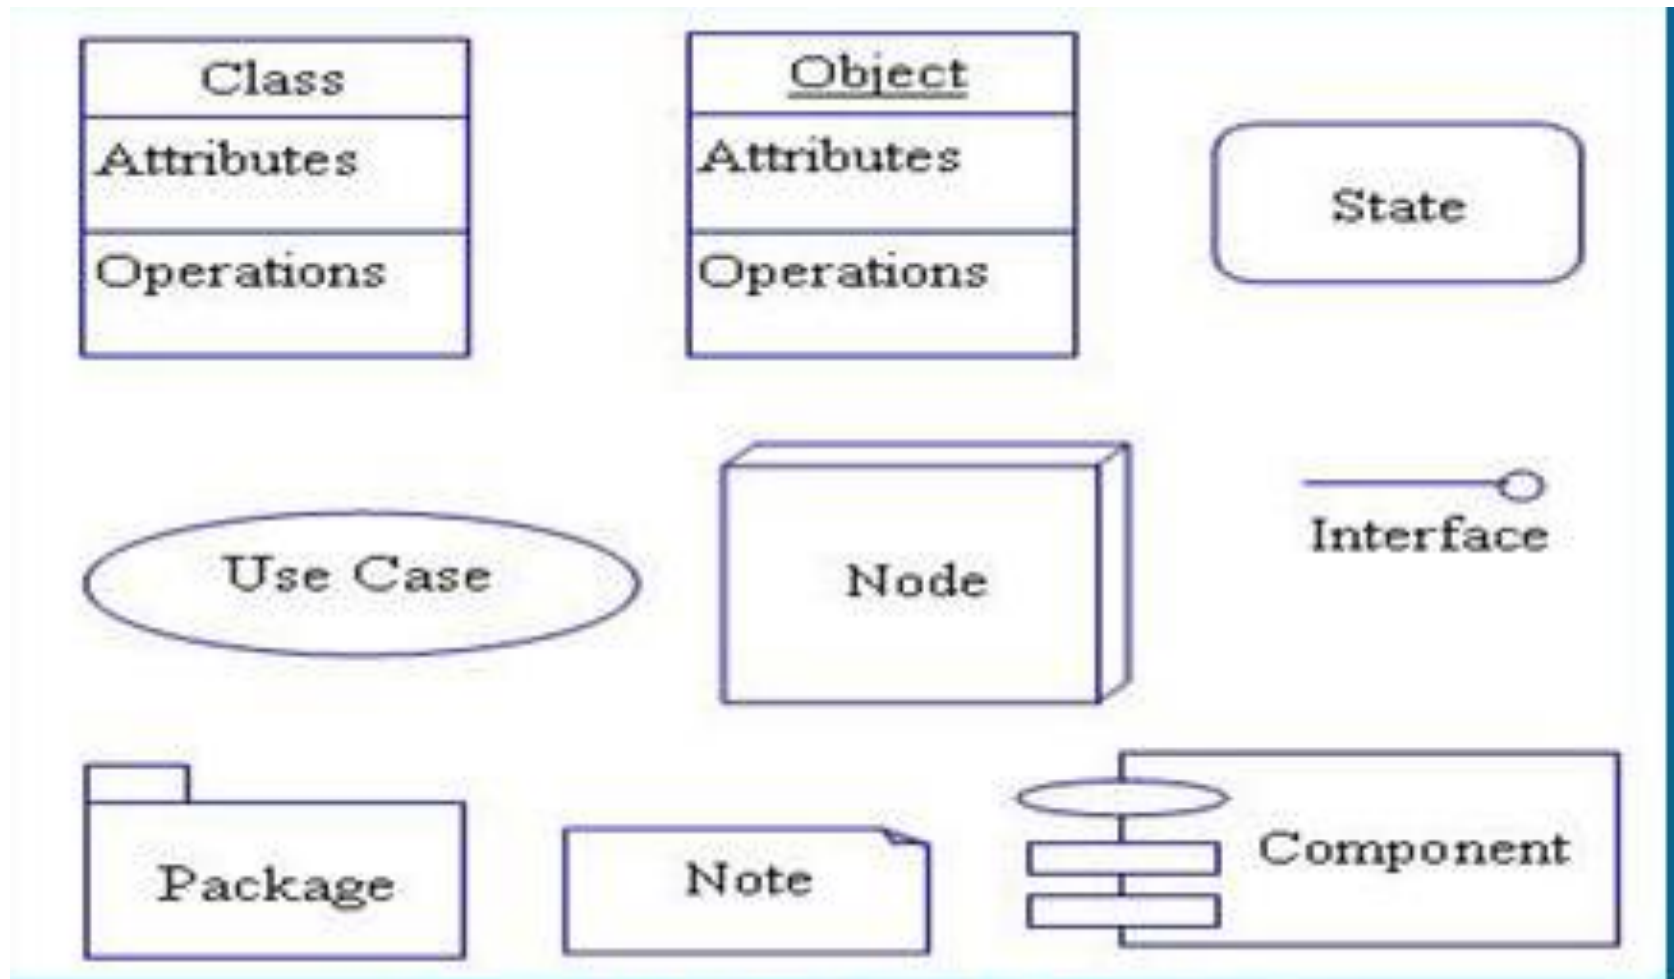 Class
Attributes
Operations
Object
Attributes
Operations
State
Use Case
Node
Interface
Package
Note
Component